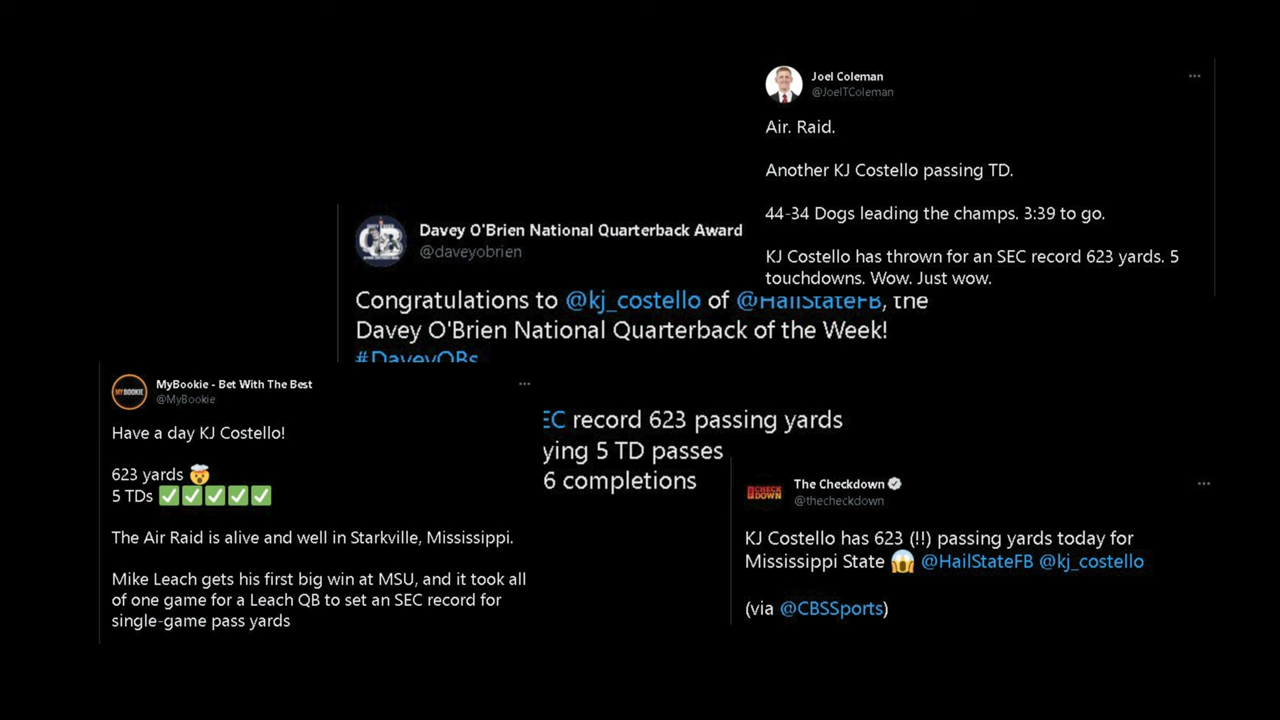 Joel Coleman
@JoelTColeman
Air. Raid.
Another KJ Costello passing TD.
44-34 Dogs leading the champs. 3:39 to go.
KJ Costello has thrown for an SEC record 623 yards. 5
touchdowns. Wow. Just wow.
QB
Davey O'Brien National Quarterback Award
@daveyobrien
Congratulations to @kj_costello of @HailStateFB, the
Davey O'Brien National Quarterback of the Week!
#DaveyQBs
EC record 623 passing yards
ying 5 TD passes
6 completions
MY BOOKIE
MyBookie - Bet With The Best
@MyBookie
Have a day KJ Costello!
623 yards 🤯
5 TDs ✅✅✅✅✅
The Air Raid is alive and well in Starkville, Mississippi.
Mike Leach gets his first big win at MSU, and it took all
of one game for a Leach QB to set an SEC record for
single-game pass yards
CHECK
DOWN
The Checkdown
@thecheckdown
KJ Costello has 623 (!!) passing yards today for
Mississippi State 😱 @HailStateFB @kj_costello
(via @CBSSports)